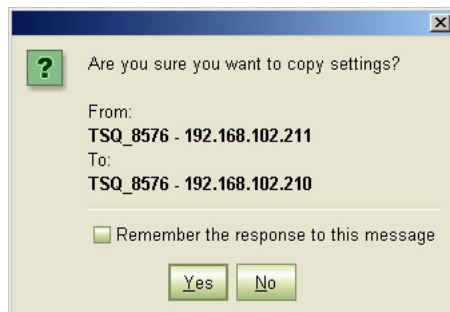 Are you sure you want to copy settings?
From:
TSQ_8576 - 192.168.102.211
To:
TSQ_8576 - 192.168.102.210
Remember the response to this message
Yes No